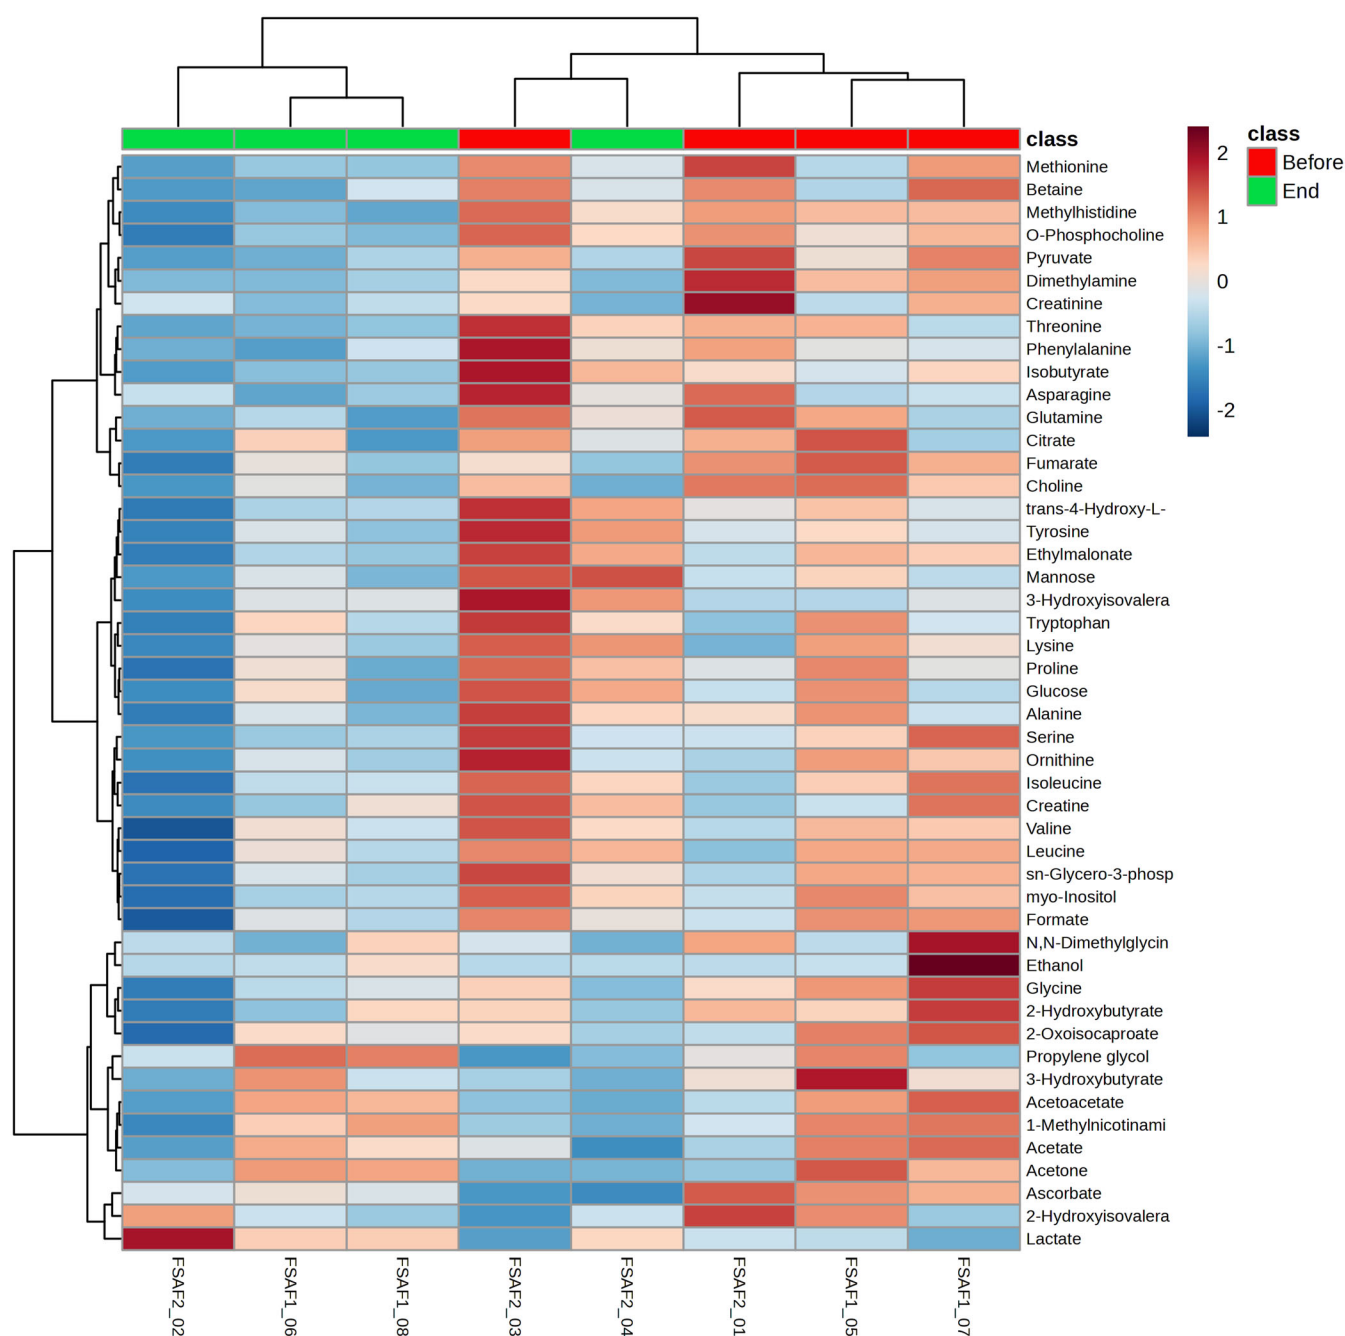 class
Methionine
Betaine
Methylhistidine
O-Phosphocholine
Pyruvate
Dimethylamine
Creatinine
Threonine
Phenylalanine
Isobutyrate
Asparagine
Glutamine
Citrate
Fumarate
Choline
trans-4-Hydroxy-L-
Tyrosine
Ethylmalonate
Mannose
3-Hydroxyisovalera
Tryptophan
Lysine
Proline
Glucose
Alanine
Serine
Ornithine
Isoleucine
Creatine
Valine
Leucine
sn-Glycero-3-phosp
myo-Inositol
Formate
N,N-Dimethylglycin
Ethanol
Glycine
2-Hydroxybutyrate
2-Oxoisocaproate
Propylene glycol
3-Hydroxybutyrate
Acetoacetate
1-Methylnicotinami
Acetate
Acetone
Ascorbate
2-Hydroxyisovalera
Lactate
2
1
0
-1
-2
class
Before
End
FSAF2_02
FSAF1_06
FSAF1_08
FSAF2_03
FSAF2_04
FSAF2_01
FSAF1_05
FSAF1_07